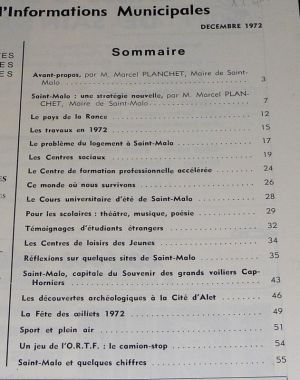 d'Informations Municipales
DECEMBRE 1972
Sommaire
Avant-propos, par M. Marcel PLANCHET, Maire de Saint-
Malo 3
Saint-Malo : une stratégie nouvelle, par M. Marcel PLAN-
CHET, Maire de Saint-Malo 7
Le pays de la Rance 12
Les travaux en 1972 15
Le problème du logement à Saint-Malo 17
Les Centres sociaux 19
Le Centre de formation professionnelle accélérée 24
Ce monde où nous survivons 26
Le Cours universitaire d'été de Saint-Malo 28
Pour les scolaires : théâtre, musique, poésie 29
Témoignages d'étudiants étrangers 32
Les Centres de loisirs des Jeunes 34
Réflexions sur quelques sites de Saint-Malo 35
Saint-Malo, capitale du Souvenir des grands voiliers Cap-
Horniers 43
Les découvertes archéologiques à la Cité d'Alet 46
La Fête des œillets 1972 49
Sport et plein air 51
Un jeu de l'O.R.T.F. : le camion-stop 54
Saint-Malo et quelques chiffres 55